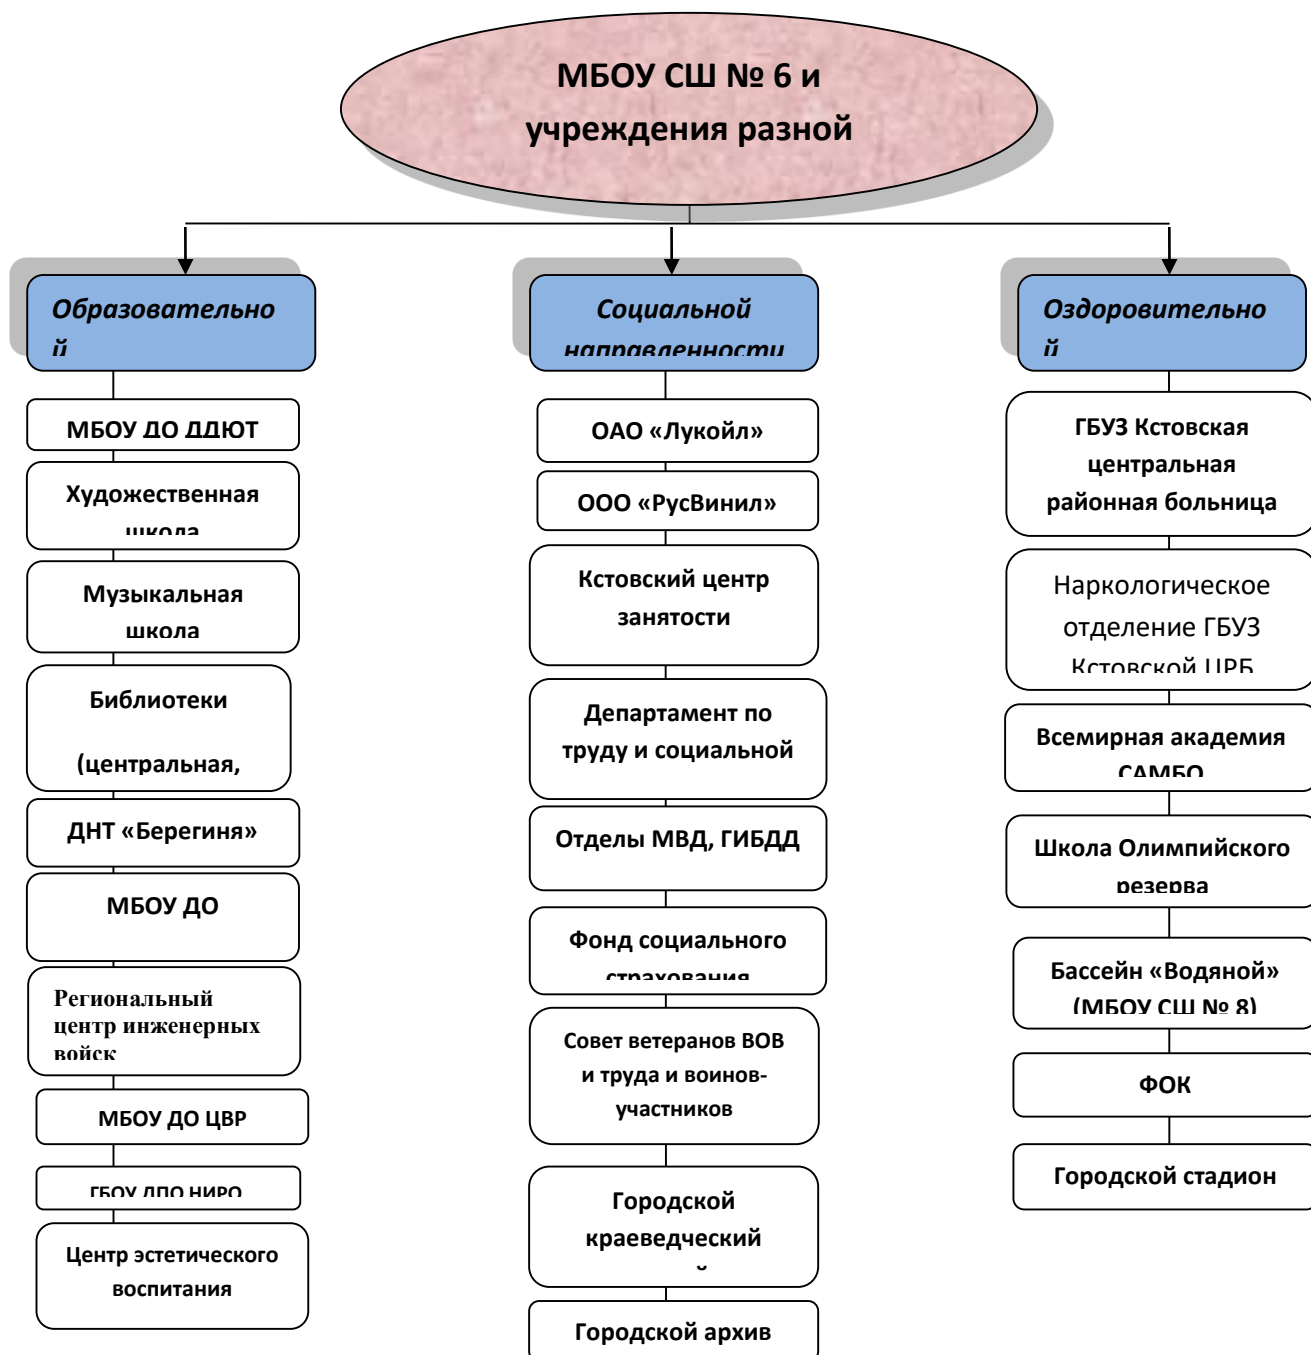 МБОУ СШ № 6 и
учреждения разной
Образовательно
й
МБОУ ДО ДДЮТ
Художественная
школа
Музыкальная
школа
Библиотеки
(центральная,
ДНТ «Берегиня»
МБОУ ДО
Региональный
центр инженерных
войск
МБОУ ДО ЦВР
ГБОУ ДПО НИРО
Центр эстетического
воспитания
Социальной
направленности
ОАО «Лукойл»
ООО «РусВинил»
Кстовский центр
занятости
Департамент по
труду и социальной
Отделы МВД, ГИБДД
Фонд социального
страхования
Совет ветеранов ВОВ
и труда и воинов-
участников
Городской
краеведческий
Городской архив
Оздоровительно
й
ГБУЗ Кстовская
центральная
районная больница
Наркологическое
отделение ГБУЗ
Кстовской ЦРБ
Всемирная академия
САМБО
Школа Олимпийского
резерва
Бассейн «Водяной»
(МБОУ СШ № 8)
ФОК
Городской стадион